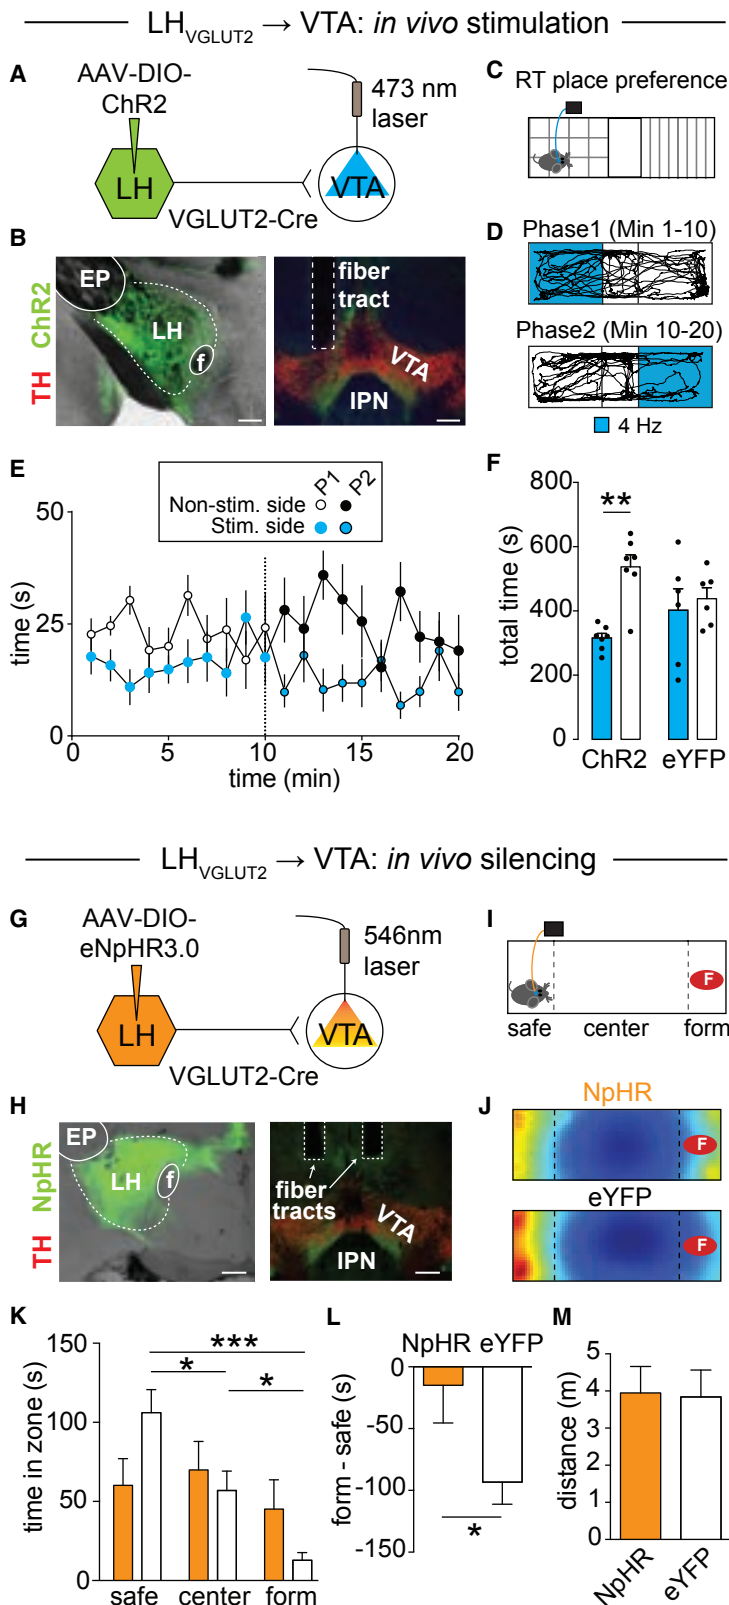 LH VGLUT2 → VTA: in vivo stimulation
A
AAV-DIO-
ChR2
473 nm
laser
LH
VTA
VGLUT2-Cre
C
RT place preference
B
TH ChR2
EP
LH
f
fiber
tract
VTA
IPN
D
Phase1 (Min 1-10)
Phase2 (Min 10-20)
4 Hz
E
P1 P2
Non-stim. side
Stim. side
time (s)
50
25
0
0 5 10 15 20
time (min)
F
total time (s)
800
600
400
200
0
**
ChR2 eYFP
LH VGLUT2 → VTA: in vivo silencing
G
AAV-DIO-
eNpHR3.0
546nm
laser
LH
VTA
VGLUT2-Cre
I
F
safe center form
H
TH NpHR
EP
LH
f
fiber
tracts
VTA
IPN
J
NpHR
F
eYFP
F
K
time in zone (s)
150
100
50
0
***
*
*
safe center form
L
NpHR eYFP
form - safe (s)
0
-50
-100
-150
*
M
distance (m)
5
4
3
2
1
0
NpHR
eYFP